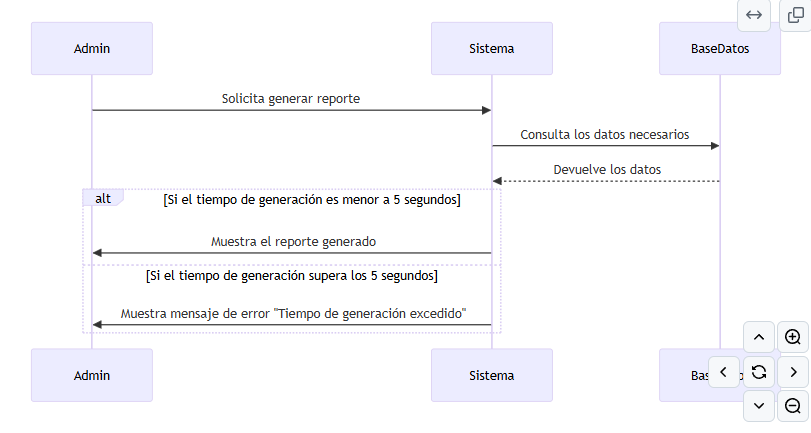 Admin
Sistema
BaseDatos
Solicita generar reporte
Consulta los datos necesarios
Devuelve los datos
alt
[Si el tiempo de generación es menor a 5 segundos]
Muestra el reporte generado
[Si el tiempo de generación supera los 5 segundos]
Muestra mensaje de error "Tiempo de generación excedido"
Admin
Sistema